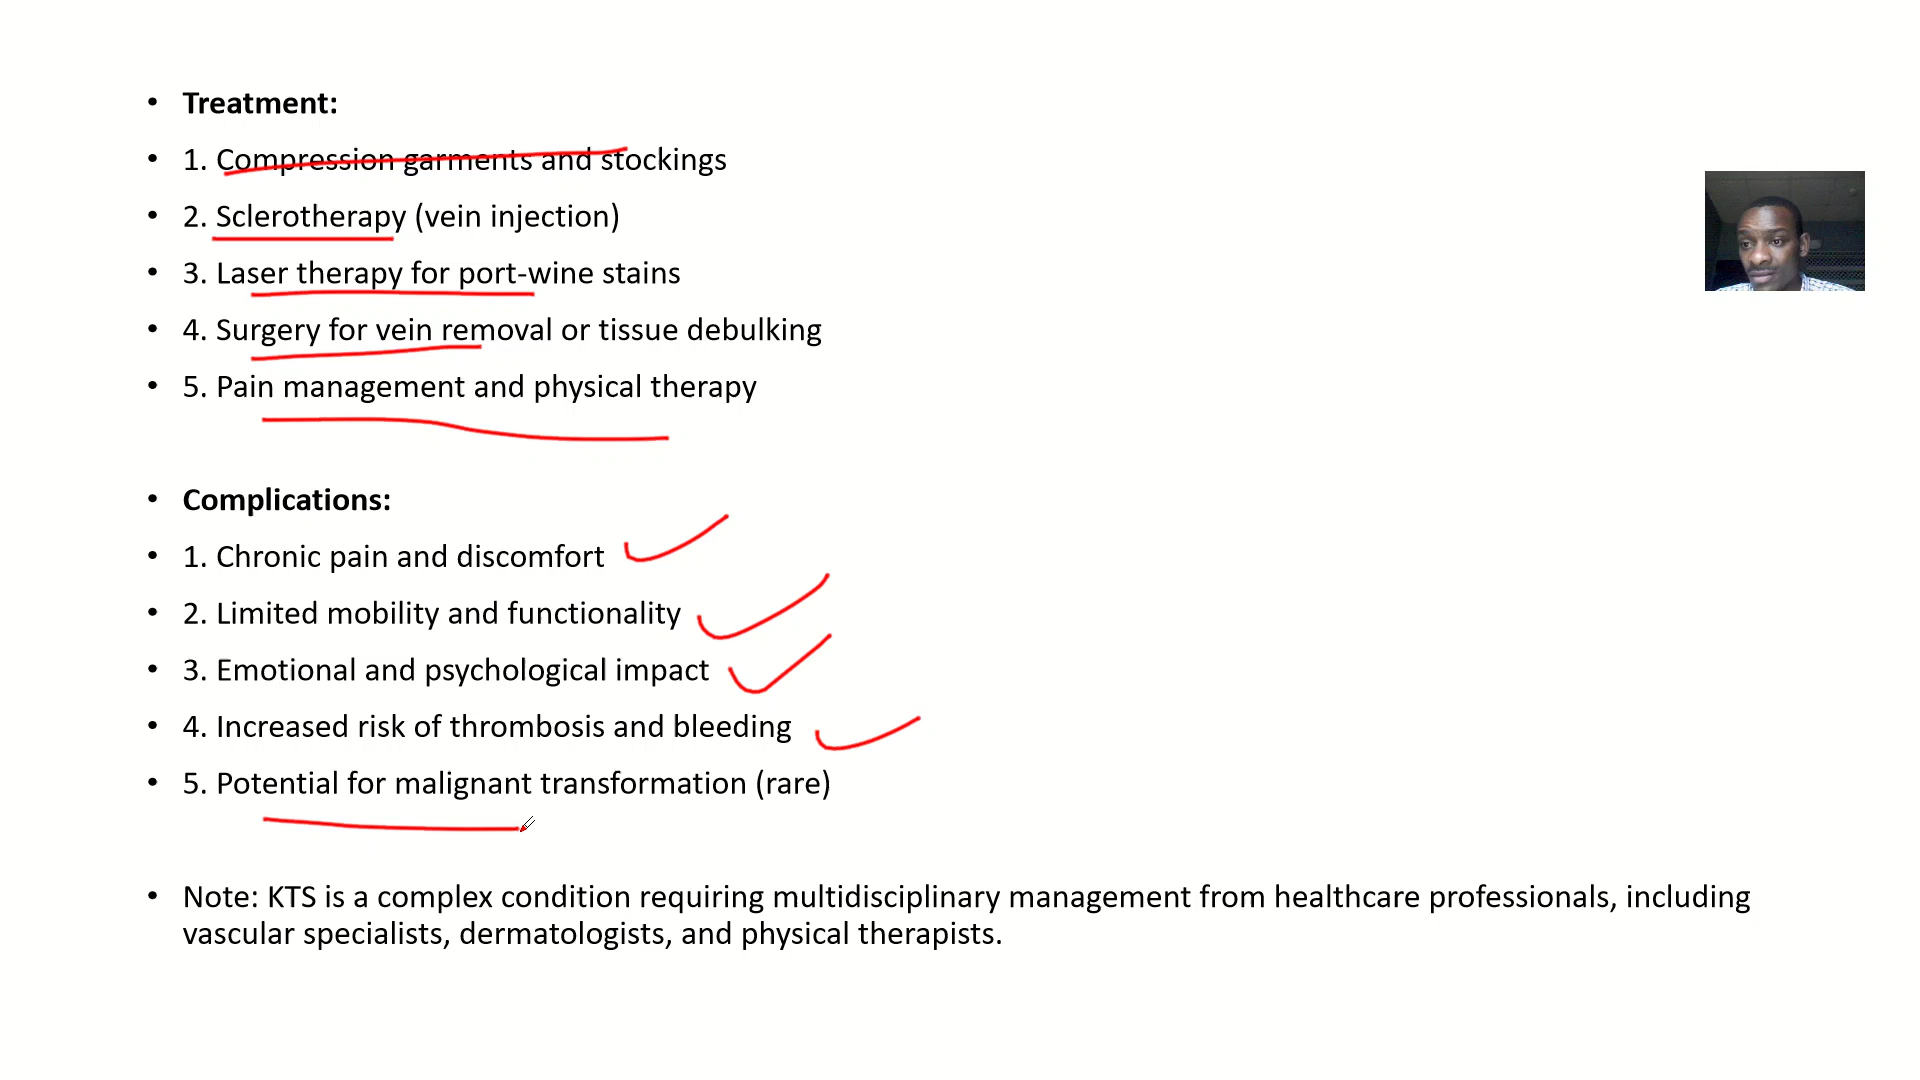 • Treatment:
• 1. Compression garments and stockings
• 2. Sclerotherapy (vein injection)
• 3. Laser therapy for port-wine stains
• 4. Surgery for vein removal or tissue debulking
• 5. Pain management and physical therapy
• Complications:
• 1. Chronic pain and discomfort
• 2. Limited mobility and functionality
• 3. Emotional and psychological impact
• 4. Increased risk of thrombosis and bleeding
• 5. Potential for malignant transformation (rare)
• Note: KTS is a complex condition requiring multidisciplinary management from healthcare professionals, including
vascular specialists, dermatologists, and physical therapists.